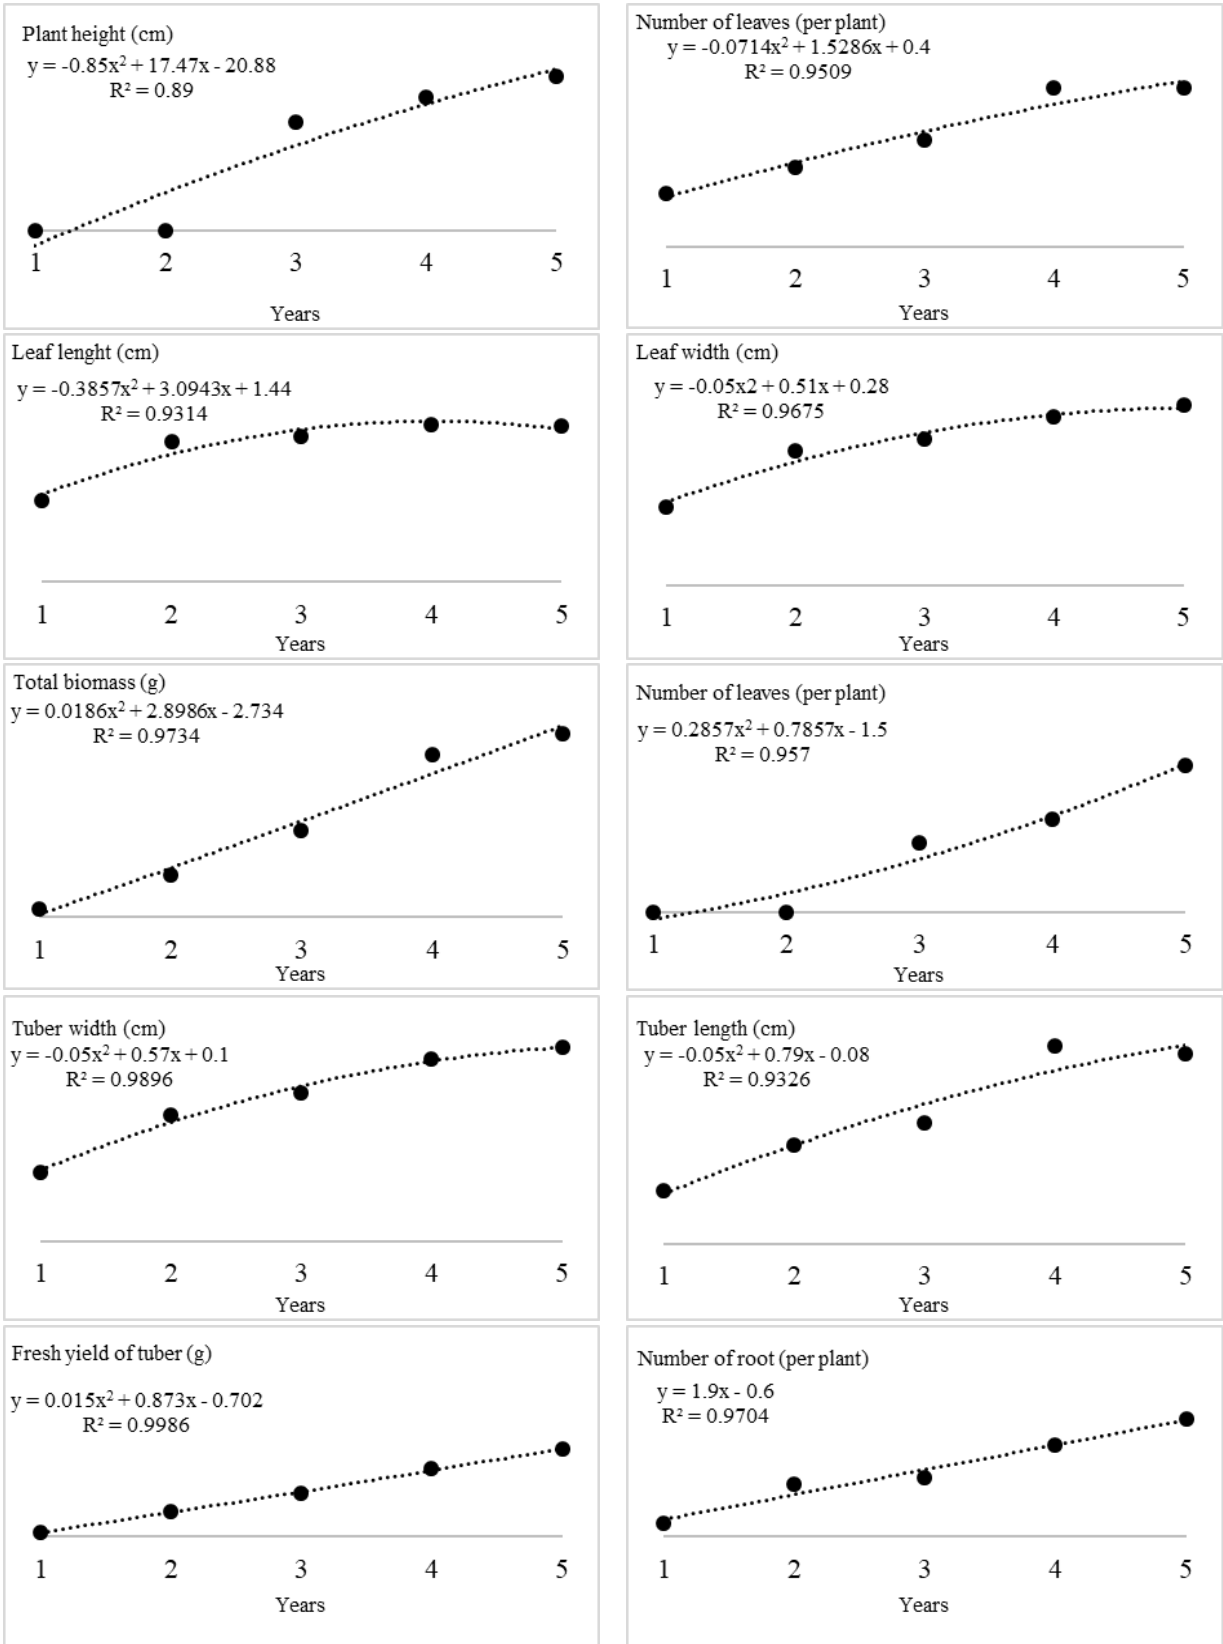 Plant height (cm)
y = -0.85x² + 17.47x - 20.88
R² = 0.89
1 2 3 4 5
Years
Number of leaves (per plant)
y = -0.0714x² + 1.5286x + 0.4
R² = 0.9509
1 2 3 4 5
Years
Leaf lenght (cm)
y = -0.3857x² + 3.0943x + 1.44
R² = 0.9314
1 2 3 4 5
Years
Leaf width (cm)
y = -0.05x2 + 0.51x + 0.28
R² = 0.9675
1 2 3 4 5
Years
Total biomass (g)
y = 0.0186x² + 2.8986x - 2.734
R² = 0.9734
1 2 3 4 5
Years
Number of leaves (per plant)
y = 0.2857x² + 0.7857x - 1.5
R² = 0.957
1 2 3 4 5
Years
Tuber width (cm)
y = -0.05x² + 0.57x + 0.1
R² = 0.9896
1 2 3 4 5
Years
Tuber length (cm)
y = -0.05x² + 0.79x - 0.08
R² = 0.9326
1 2 3 4 5
Years
Fresh yield of tuber (g)
y = 0.015x² + 0.873x - 0.702
R² = 0.9986
1 2 3 4 5
Years
Number of root (per plant)
y = 1.9x - 0.6
R² = 0.9704
1 2 3 4 5
Years